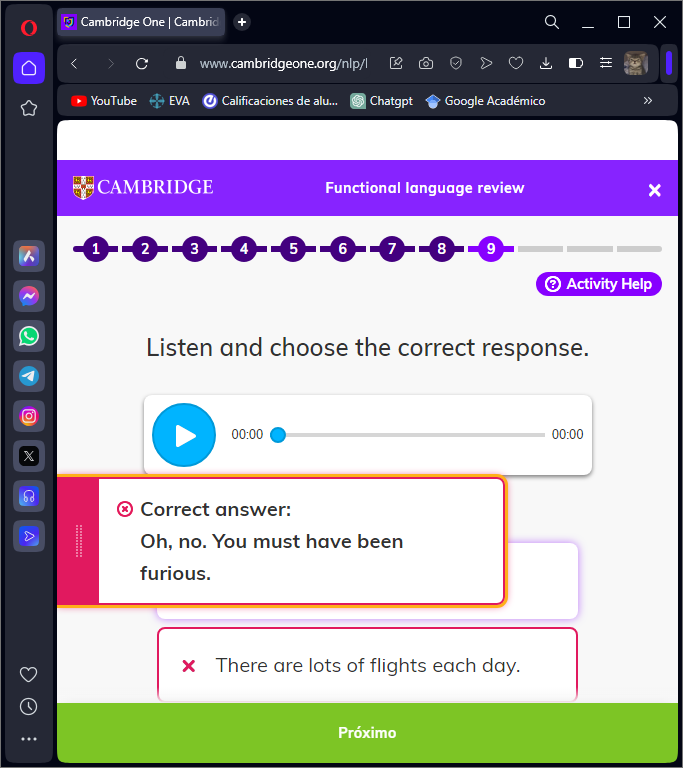 Cambridge One | Cambrid
www.cambridgeone.org/nlp/l
YouTube
EVA
Calificaciones de alu...
Chatgpt
Google Académico
CAMBRIDGE
Functional language review
1 2 3 4 5 6 7 8 9
Activity Help
Listen and choose the correct response.
00:00
00:00
Correct answer:
Oh, no. You must have been
furious.
There are lots of flights each day.
Próximo